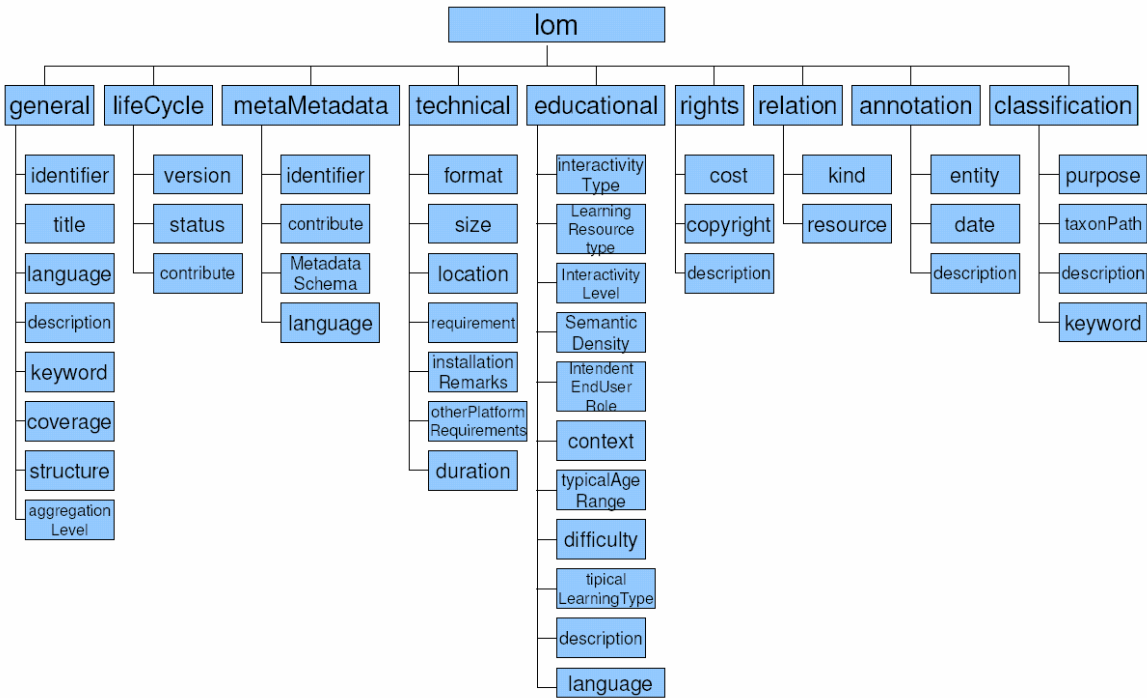 lom
general
lifeCycle
metaMetadata
technical
educational
rights
relation
annotation
classification
identifier
title
language
description
keyword
coverage
structure
aggregation
Level
version
status
contribute
identifier
contribute
Metadata
Schema
language
format
size
location
requirement
installation
Remarks
otherPlatform
Requirements
duration
interactivity
Type
Learning
Resource
type
Interactivity
Level
Semantic
Density
Intendent
EndUser
Role
context
typicalAge
Range
difficulty
tipical
LearningType
description
language
cost
copyright
description
kind
resource
entity
date
description
purpose
taxonPath
description
keyword